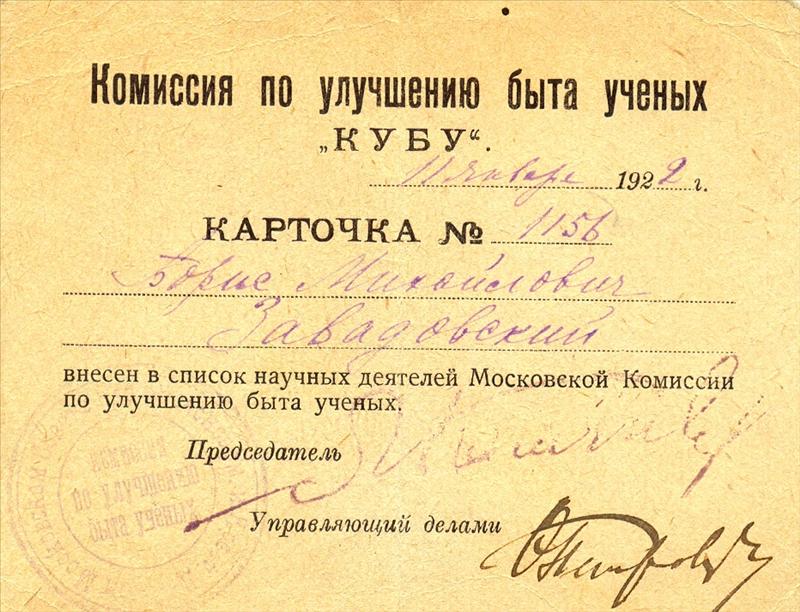 Комиссия по улучшению быта ученых
„КУБУ“.
11 января 1922 г.
КАРТОЧКА № 1156
Борис Михайлович
Завадовский
внесен в список научных деятелей Московской Комиссии
по улучшению быта ученых.
Председатель
Управляющий делами